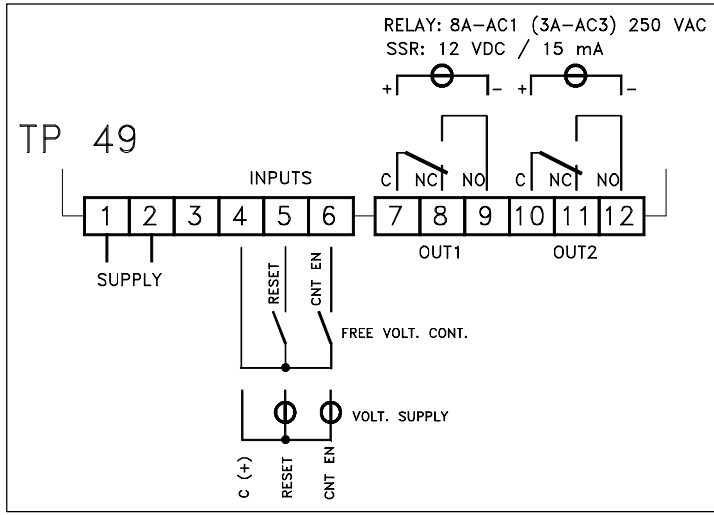 RELAY: 8A-AC1 (3A-AC3) 250 VAC
SSR: 12 VDC / 15 mA
+ - + -
TP 49
INPUTS
C NC NO C NC NO
1 2 3 4 5 6 7 8 9 10 11 12
SUPPLY
OUT1 OUT2
RESET
CNT EN
FREE VOLT. CONT.
VOLT. SUPPLY
C (+)
RESET
CNT EN